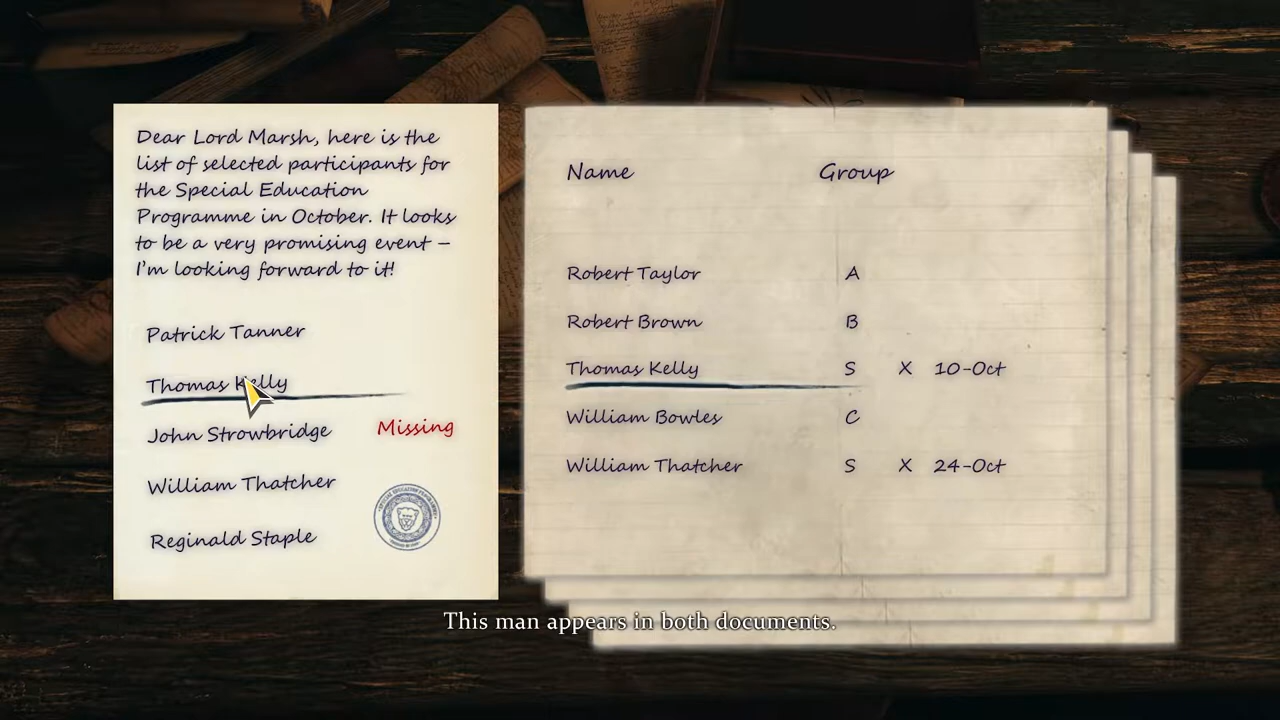 Dear Lord Marsh, here is the
list of selected participants for
the Special Education
Programme in October. It looks
to be a very promising event –
I'm looking forward to it!
Patrick Tanner
Thomas Kelly
John Strowbridge Missing
William Thatcher
Reginald Staple
Name Group
Robert Taylor A
Robert Brown B
Thomas Kelly S X 10-Oct
William Bowles C
William Thatcher S X 24-Oct
This man appears in both documents.